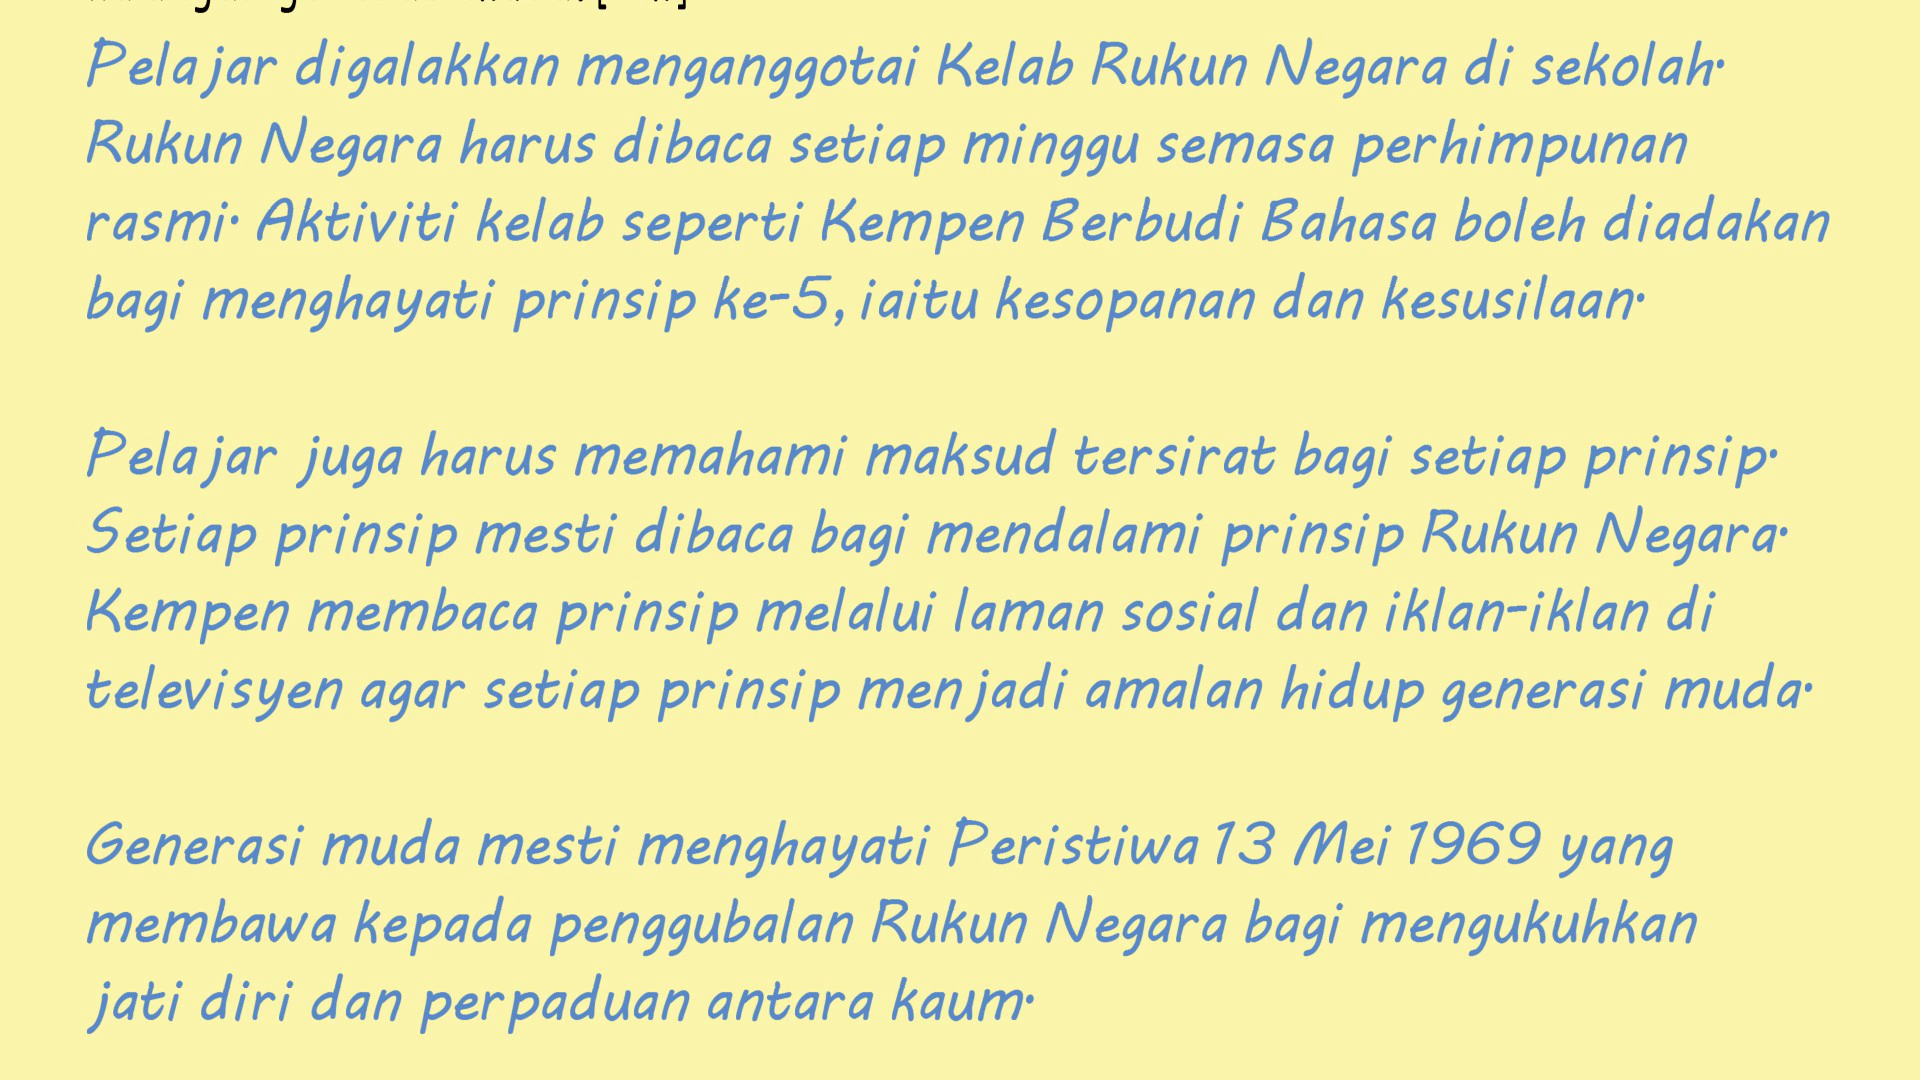 Pelajar digalakkan menganggotai Kelab Rukun Negara di sekolah.
Rukun Negara harus dibaca setiap minggu semasa perhimpunan
rasmi. Aktiviti kelab seperti Kempen Berbudi Bahasa boleh diadakan
bagi menghayati prinsip ke-5, iaitu kesopanan dan kesusilaan.
Pelajar juga harus memahami maksud tersirat bagi setiap prinsip.
Setiap prinsip mesti dibaca bagi mendalami prinsip Rukun Negara.
Kempen membaca prinsip melalui laman sosial dan iklan-iklan di
televisyen agar setiap prinsip menjadi amalan hidup generasi muda.
Generasi muda mesti menghayati Peristiwa 13 Mei 1969 yang
membawa kepada penggubalan Rukun Negara bagi mengukuhkan
jati diri dan perpaduan antara kaum.